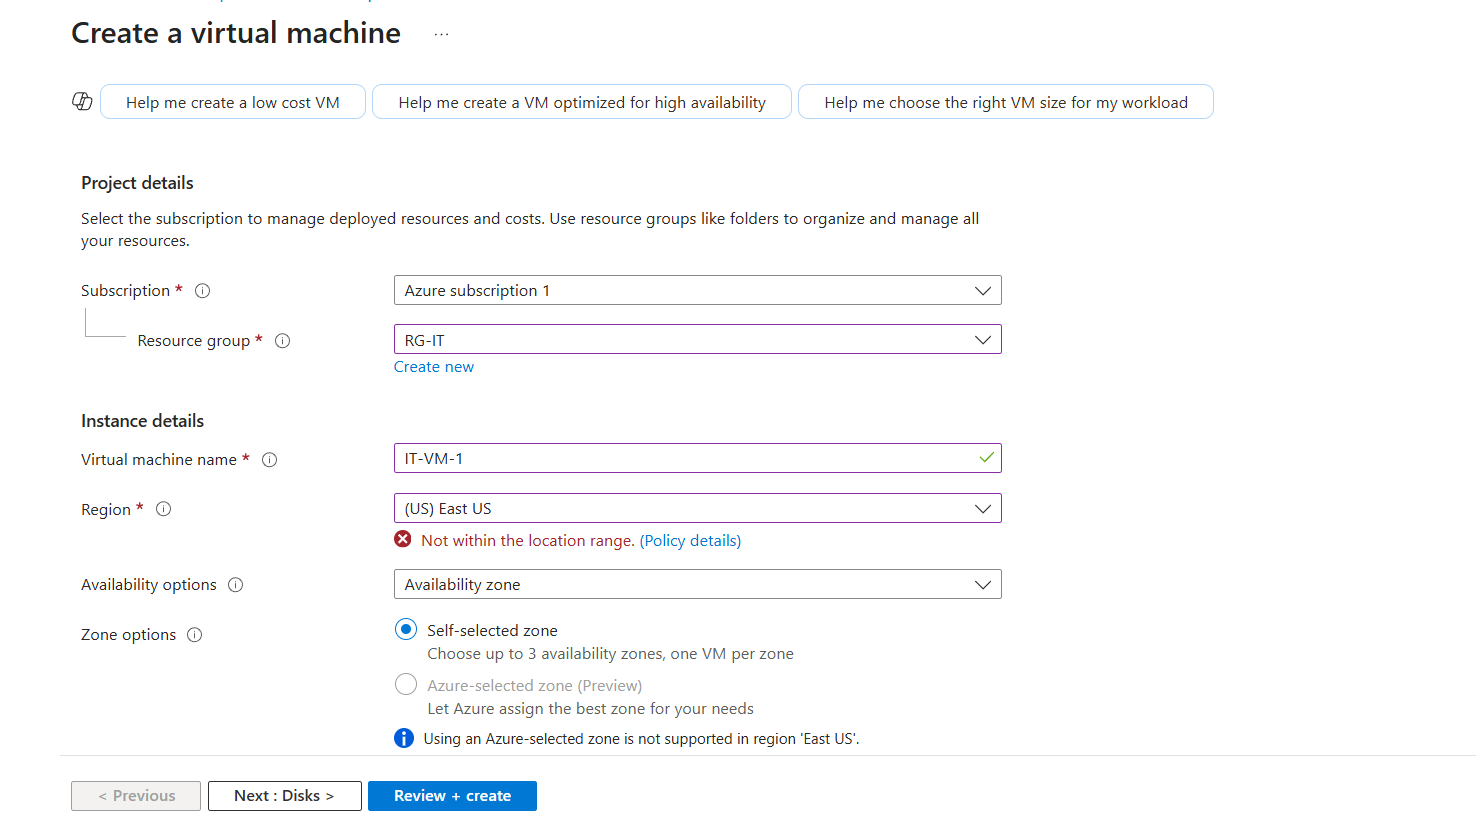 Create a virtual machine ...
Help me create a low cost VM
Help me create a VM optimized for high availability
Help me choose the right VM size for my workload
Project details
Select the subscription to manage deployed resources and costs. Use resource groups like folders to organize and manage all
your resources.
Subscription *
Azure subscription 1
Resource group *
RG-IT
Create new
Instance details
Virtual machine name *
IT-VM-1
Region *
(US) East US
Not within the location range. (Policy details)
Availability options
Availability zone
Zone options
Self-selected zone
Choose up to 3 availability zones, one VM per zone
Azure-selected zone (Preview)
Let Azure assign the best zone for your needs
Using an Azure-selected zone is not supported in region 'East US'.
< Previous
Next : Disks >
Review + create